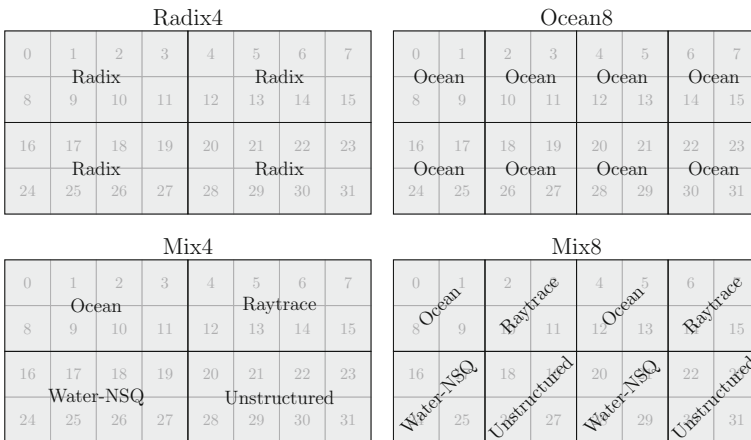 Radix4
0 1 2 3 4 5 6 7
Radix Radix
8 9 10 11 12 13 14 15
16 17 18 19 20 21 22 23
Radix Radix
24 25 26 27 28 29 30 31
Ocean8
0 1 2 3 4 5 6 7
Ocean Ocean Ocean Ocean
8 9 10 11 12 13 14 15
16 17 18 19 20 21 22 23
Ocean Ocean Ocean Ocean
24 25 26 27 28 29 30 31
Mix4
0 1 2 3 4 5 6 7
Ocean Raytrace
8 9 10 11 12 13 14 15
16 17 18 19 20 21 22 23
Water-NSQ Unstructured
24 25 26 27 28 29 30 31
Mix8
0 1 2 4 5 6
Ocean Raytrace Ocean Raytrace
8 9 11 12 13 15
16 18 20 22
Water-NSQ Unstructured Water-NSQ Unstructured
25 27 29 31